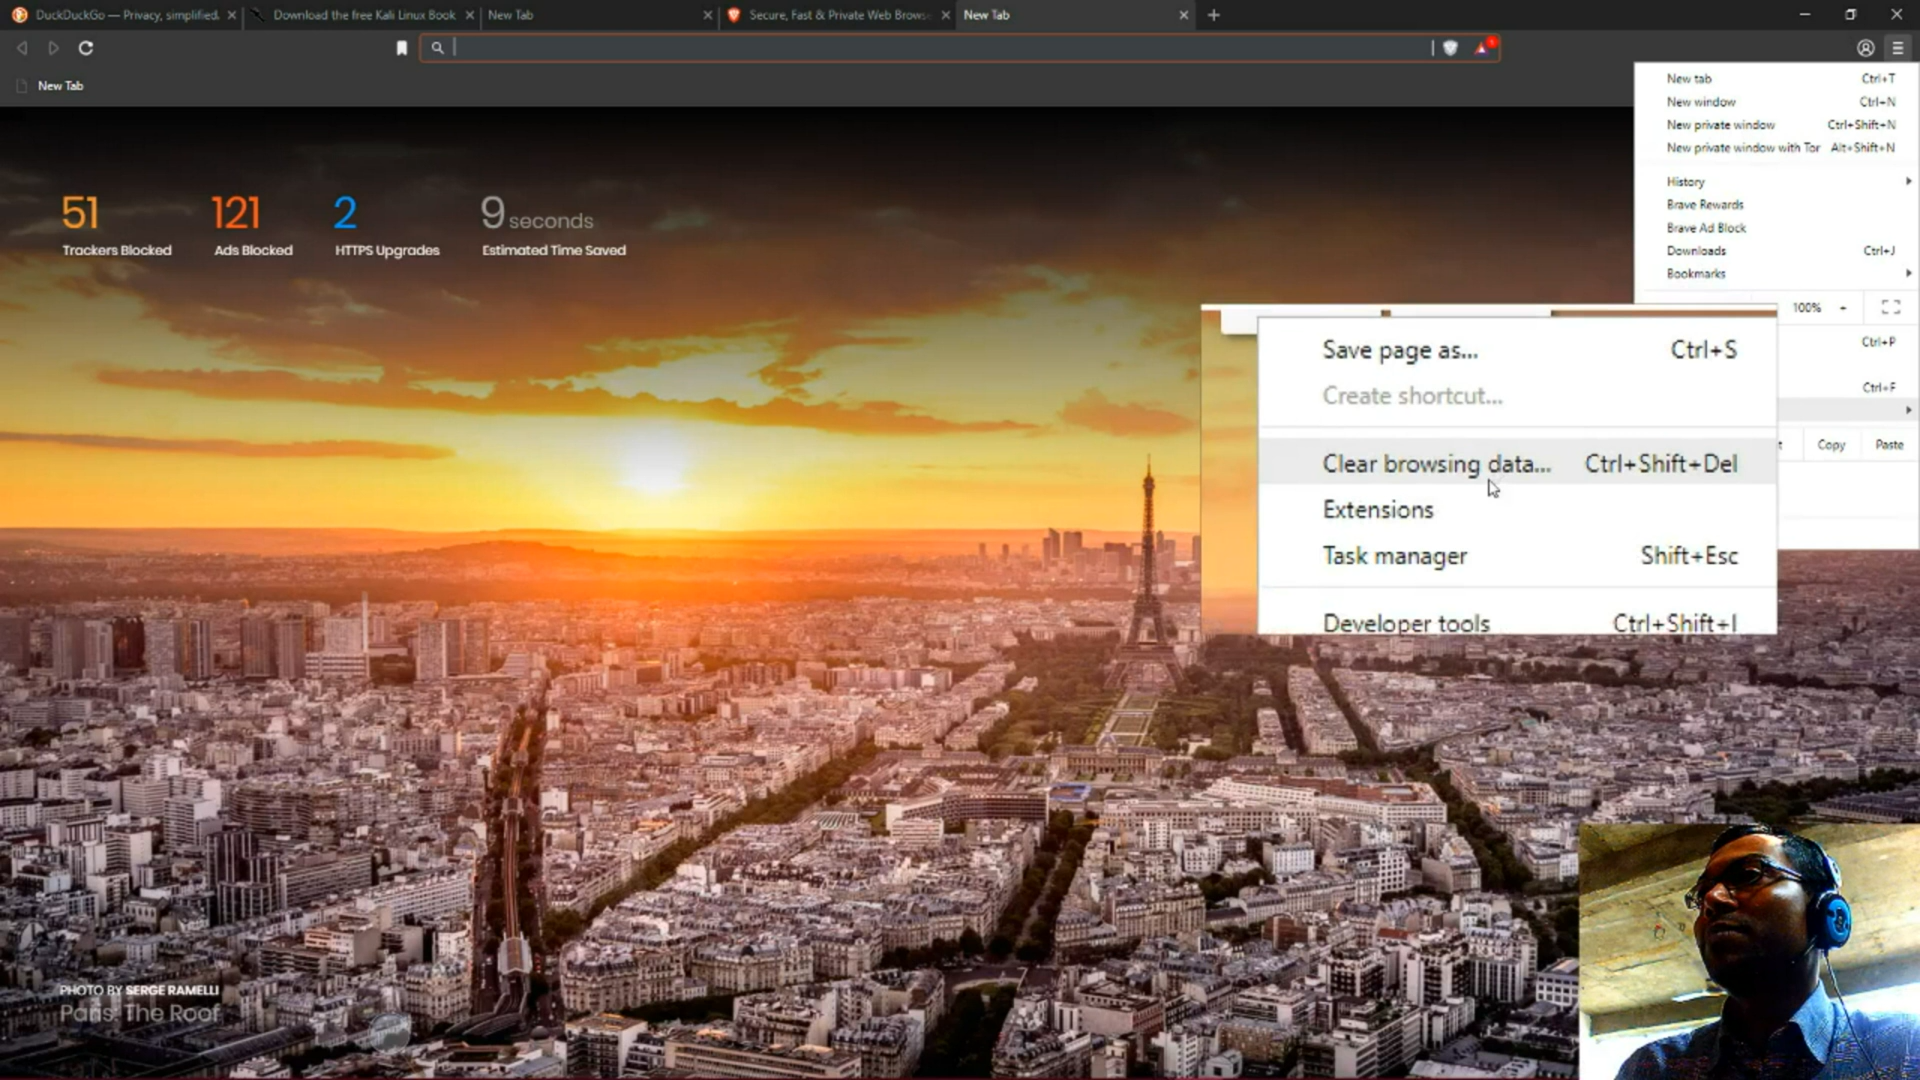 DuckDuckGo — Privacy, simplified.
Download the free Kali Linux Book
New Tab
Secure, Fast & Private Web Brows
New Tab
New Tab
New tab Ctrl+T
New window Ctrl+N
New private window Ctrl+Shift+N
New private window with Tor Alt+Shift+N
History
Brave Rewards
Brave Ad Block
Downloads Ctrl+J
Bookmarks
100%
Ctrl+P
Ctrl+F
Copy Paste
51
Trackers Blocked
121
Ads Blocked
2
HTTPS Upgrades
9 seconds
Estimated Time Saved
Save page as... Ctrl+S
Create shortcut...
Clear browsing data... Ctrl+Shift+Del
Extensions
Task manager Shift+Esc
Developer tools Ctrl+Shift+I
PHOTO BY SERGE RAMELLI
Paris: The Roof